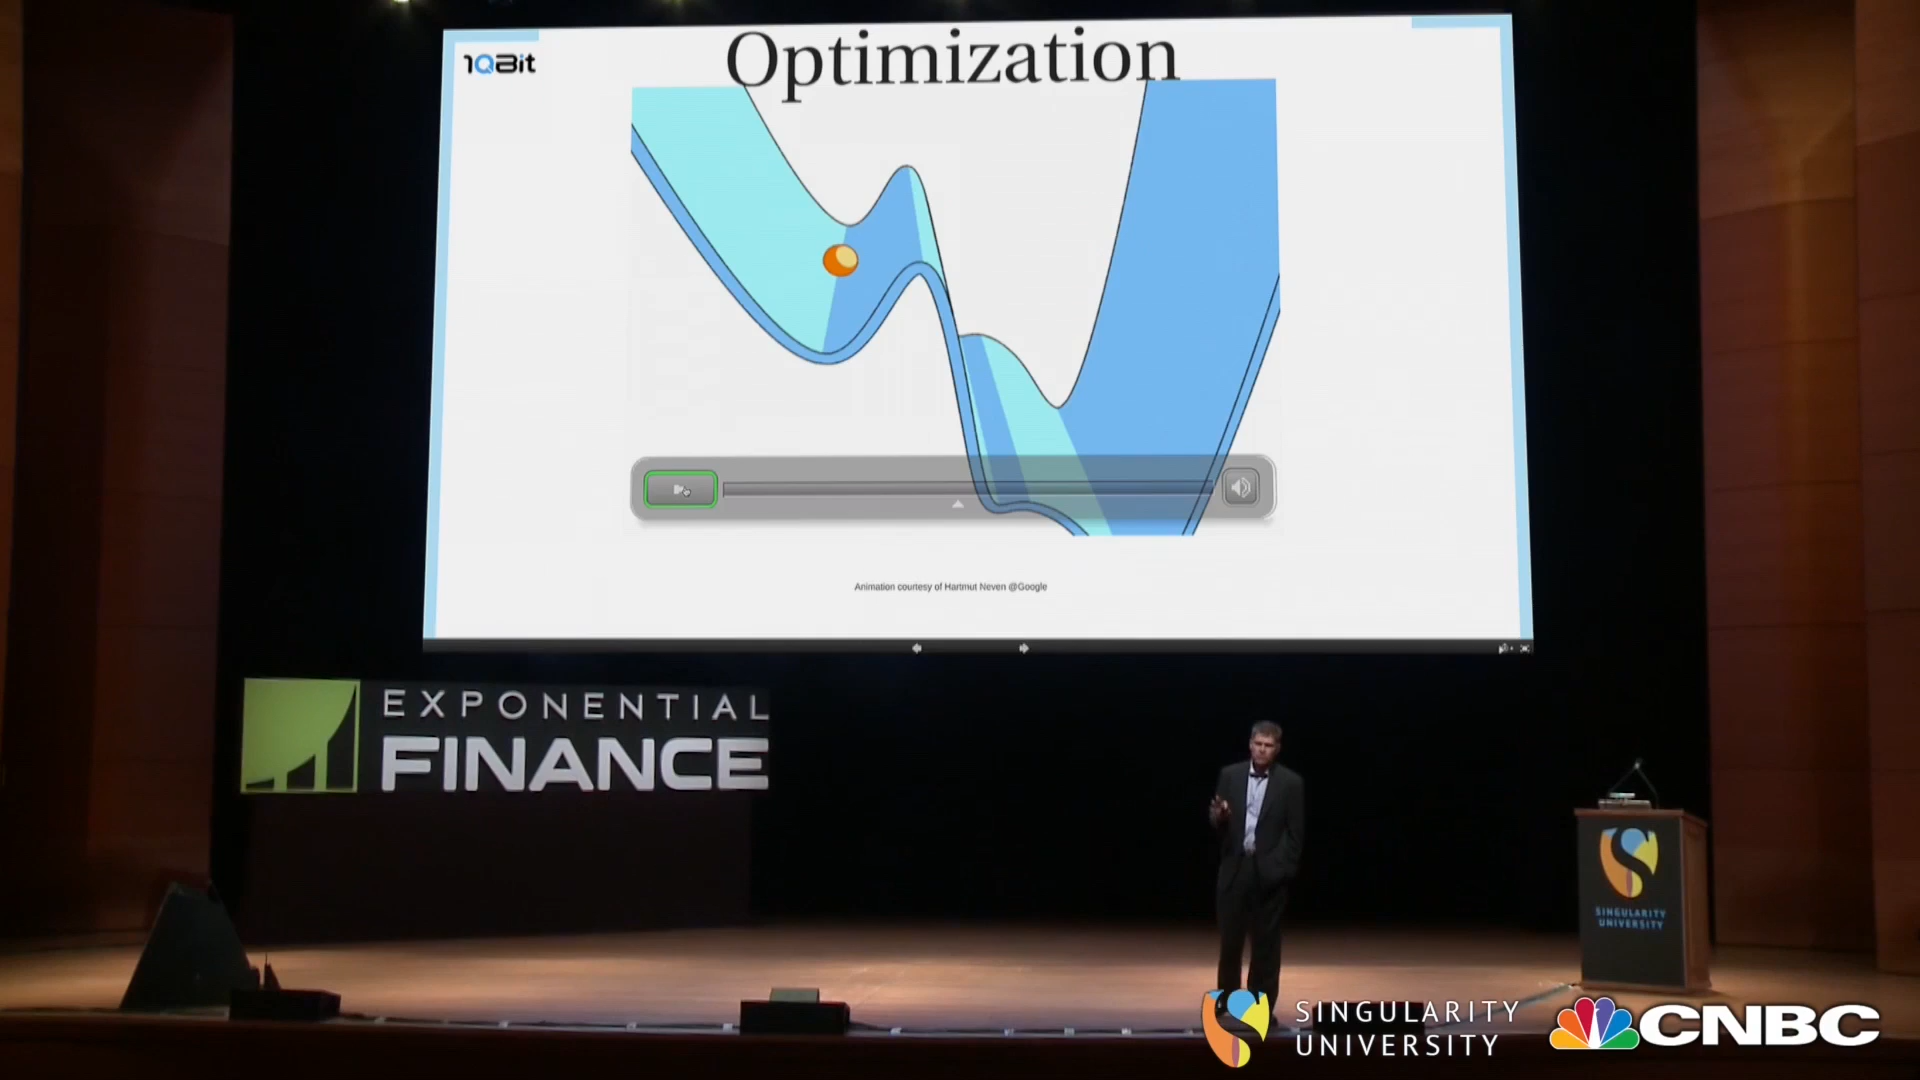 1QBit
Optimization
Animation courtesy of Hartmut Neven @Google
EXPONENTIAL
FINANCE
SINGULARITY
UNIVERSITY
SINGULARITY
UNIVERSITY
CNBC